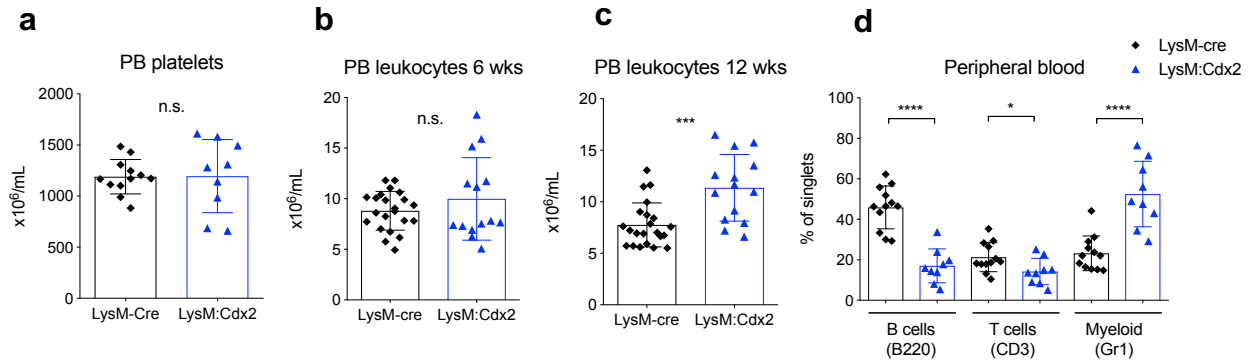 a
PB platelets
n.s.
x10⁶/mL
2000
1500
1000
500
0
LysM-Cre
LysM:Cdx2
b
PB leukocytes 6 wks
n.s.
x10⁶/mL
20
15
10
5
0
LysM-cre
LysM:Cdx2
c
PB leukocytes 12 wks
***
x10⁶/mL
20
15
10
5
0
LysM-cre
LysM:Cdx2
d
LysM-cre
LysM:Cdx2
Peripheral blood
****
*
****
% of singlets
100
80
60
40
20
0
B cells
(B220)
T cells
(CD3)
Myeloid
(Gr1)